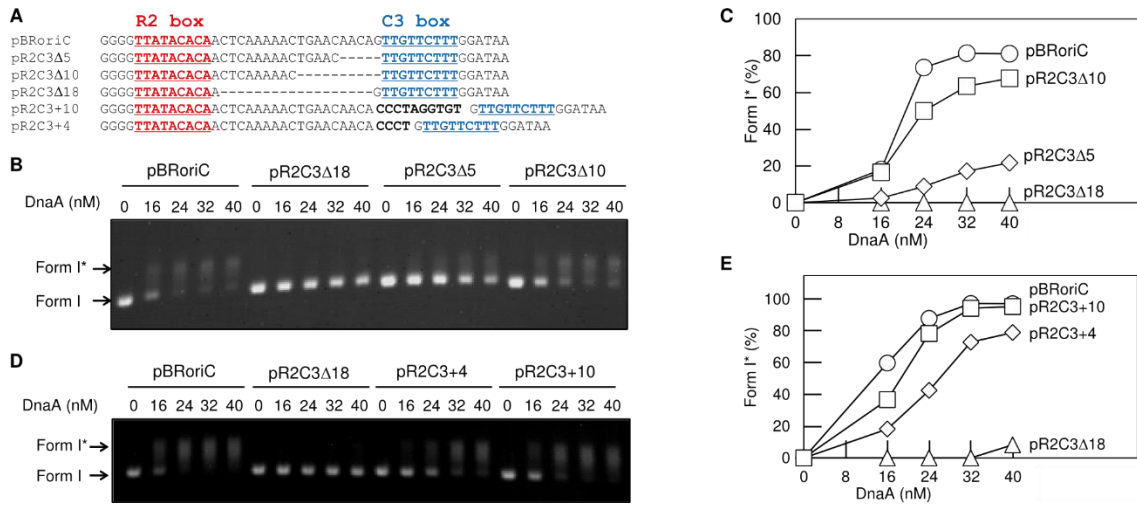 A
R2 box C3 box
pBRoriC GGGGTTATACACAACTCAAAAACTGAACAACAGTTGTTCTTTGGATAA
pR2C3Δ5 GGGGTTATACACAACTCAAAAACTGAAC-----TTGTTCTTTGGATAA
pR2C3Δ10 GGGGTTATACACAACTCAAAAAC----------TTGTTCTTTGGATAA
pR2C3Δ18 GGGGTTATACACAA------------------GTTGTTCTTTGGATAA
pR2C3+10 GGGGTTATACACAACTCAAAAACTGAACAACA CCCTAGGTGT GTTGTTCTTTGGATAA
pR2C3+4 GGGGTTATACACAACTCAAAAACTGAACAACA CCCT GTTGTTCTTTGGATAA
B
pBRoriC pR2C3Δ18 pR2C3Δ5 pR2C3Δ10
DnaA (nM) 0 16 24 32 40 0 16 24 32 40 0 16 24 32 40 0 16 24 32 40
Form I*
Form I
C
Form I* (%)
100
80
60
40
20
0
pBRoriC
pR2C3Δ10
pR2C3Δ5
pR2C3Δ18
0 8 16 24 32 40
DnaA (nM)
D
pBRoriC pR2C3Δ18 pR2C3+4 pR2C3+10
DnaA (nM) 0 16 24 32 40 0 16 24 32 40 0 16 24 32 40 0 16 24 32 40
Form I*
Form I
E
Form I* (%)
100
80
60
40
20
0
pBRoriC
pR2C3+10
pR2C3+4
pR2C3Δ18
0 8 16 24 32 40
DnaA (nM)